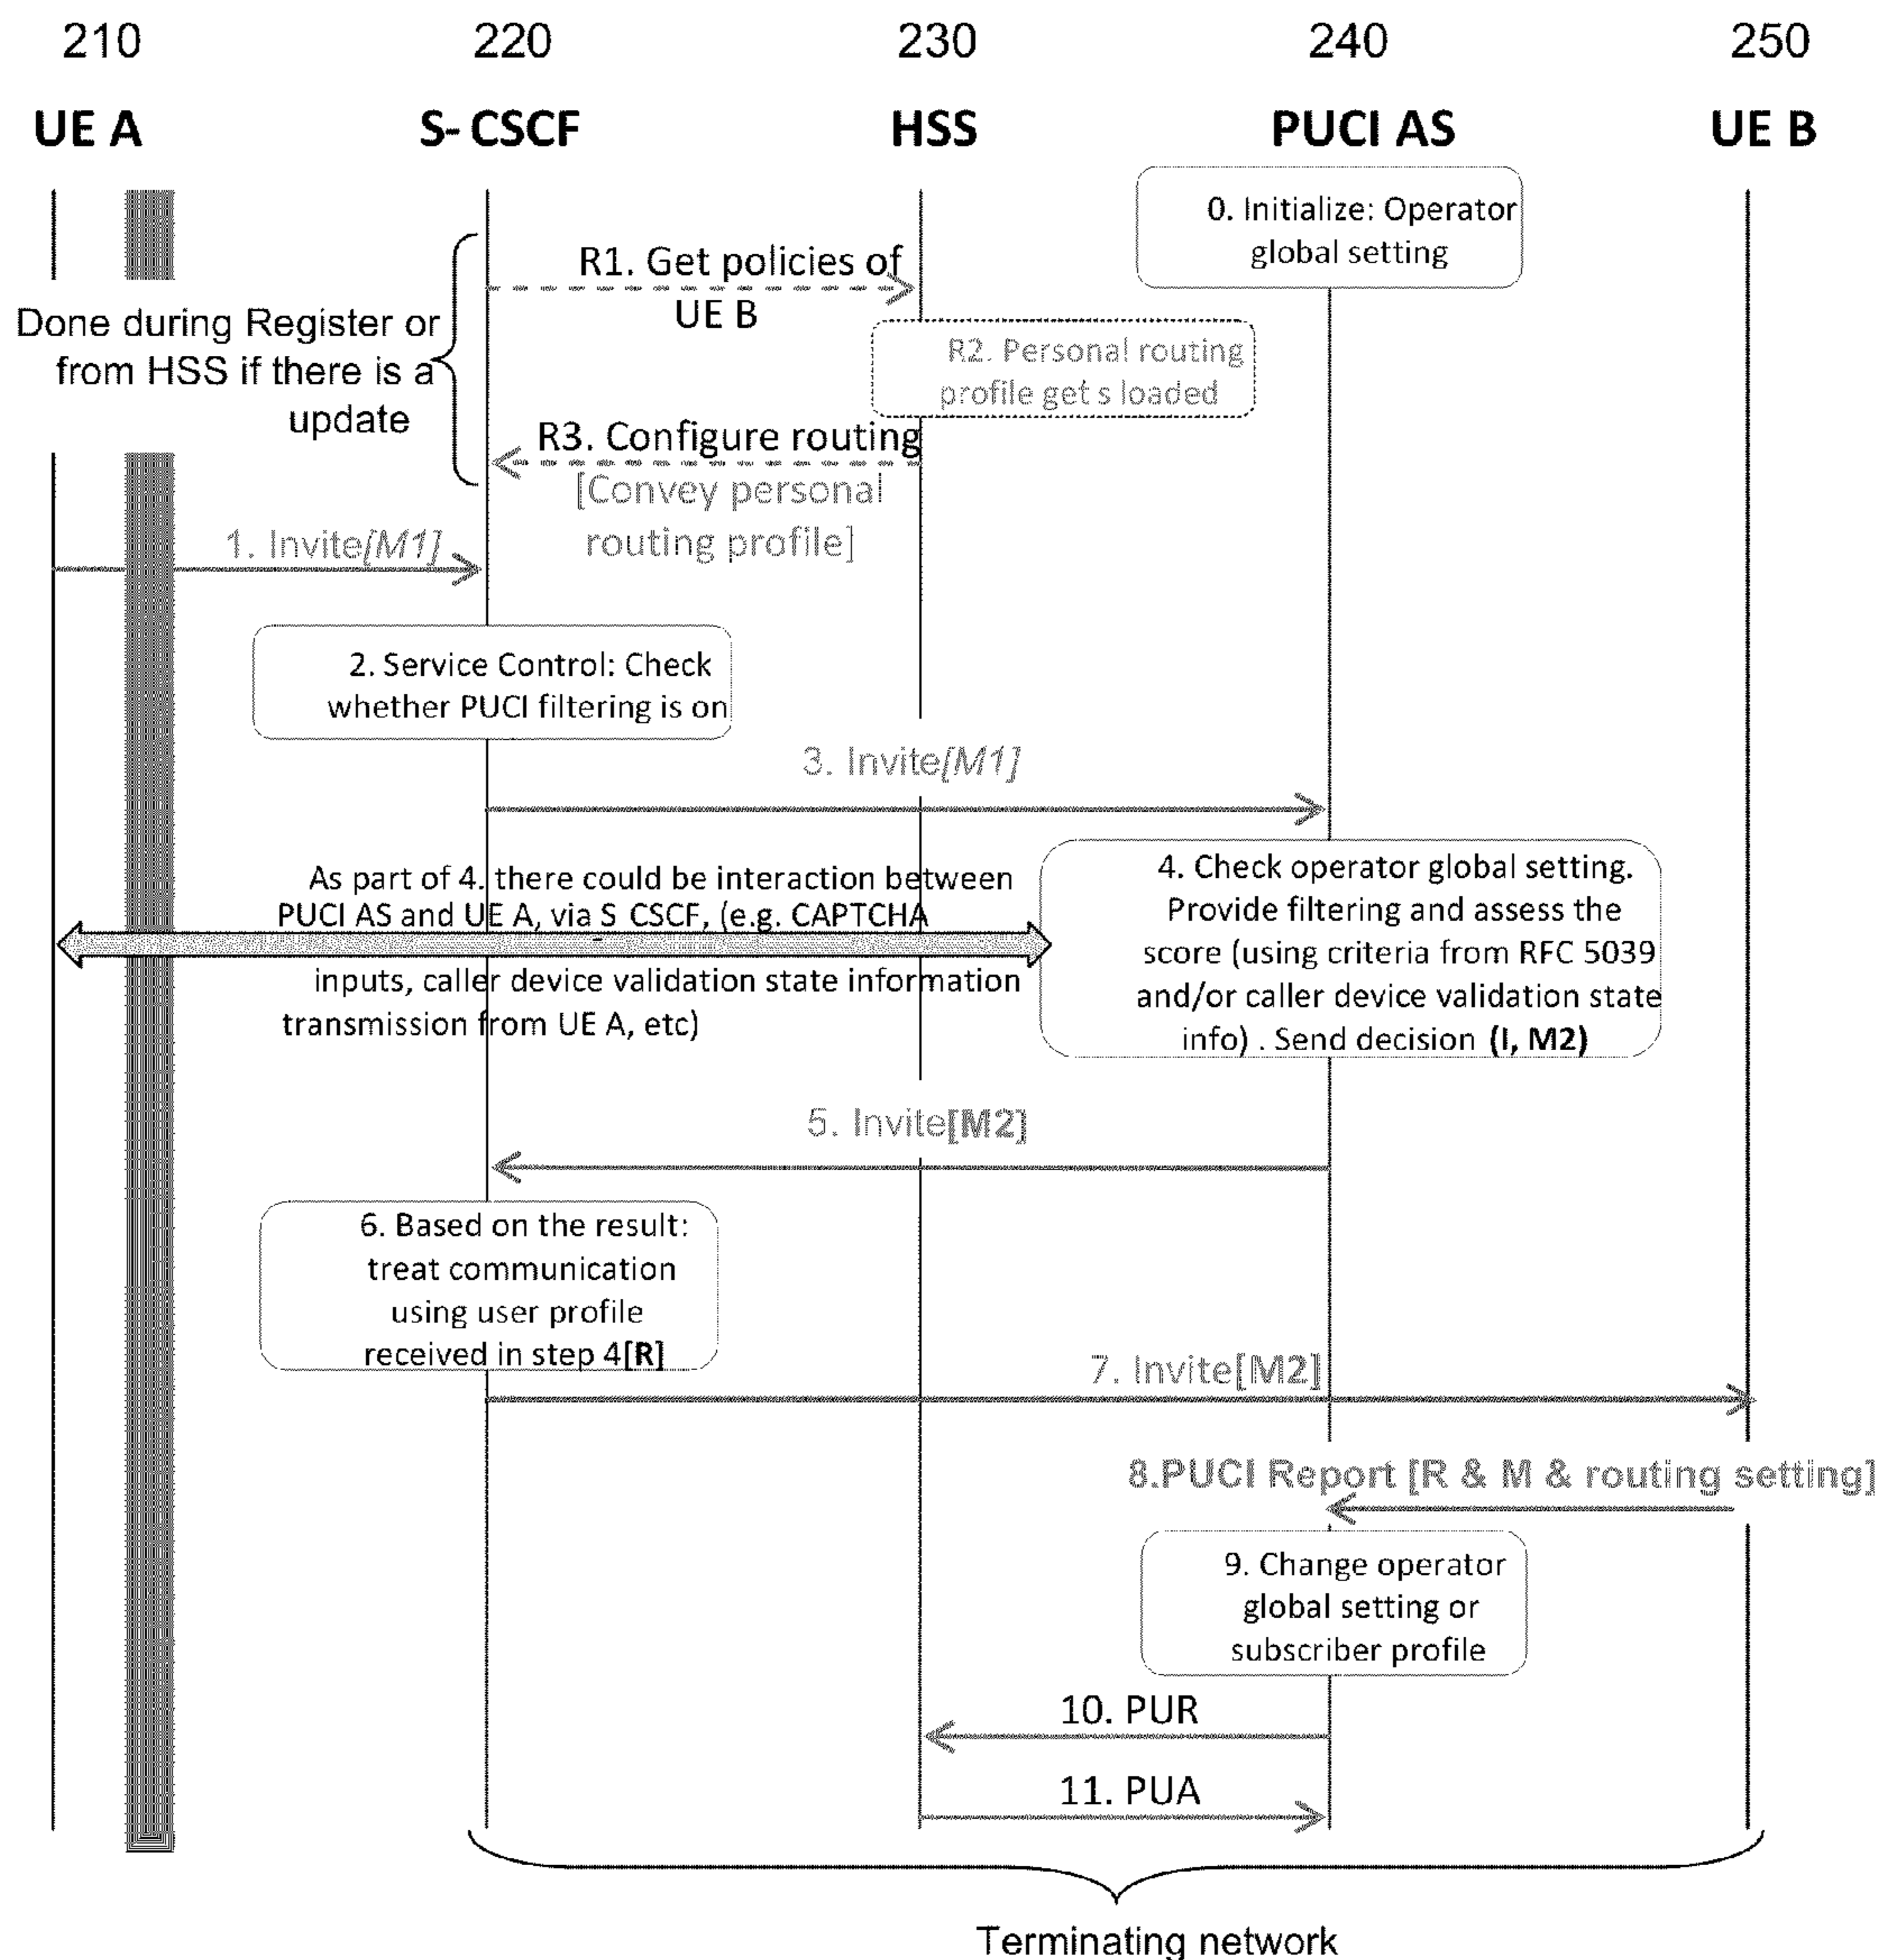 210 220 230 240 250
UE A S- CSCF HSS PUCI AS UE B
0. Initialize: Operator
global setting
R1. Get policies of
UE B
Done during Register or
from HSS if there is a
update
R2. Personal routing
profile get s loaded
R3. Configure routing
[Convey personal
routing profile]
1. Invite[M1]
2. Service Control: Check
whether PUCI filtering is on
3. Invite[M1]
As part of 4. there could be interaction between
PUCI AS and UE A, via S CSCF, (e.g. CAPTCHA
inputs, caller device validation state information
transmission from UE A, etc)
4. Check operator global setting.
Provide filtering and assess the
score (using criteria from RFC 5039
and/or caller device validation state
info) . Send decision (I, M2)
5. Invite[M2]
6. Based on the result:
treat communication
using user profile
received in step 4[R]
7. Invite[M2]
8.PUCI Report [R & M & routing setting]
9. Change operator
global setting or
subscriber profile
10. PUR
11. PUA
Terminating network